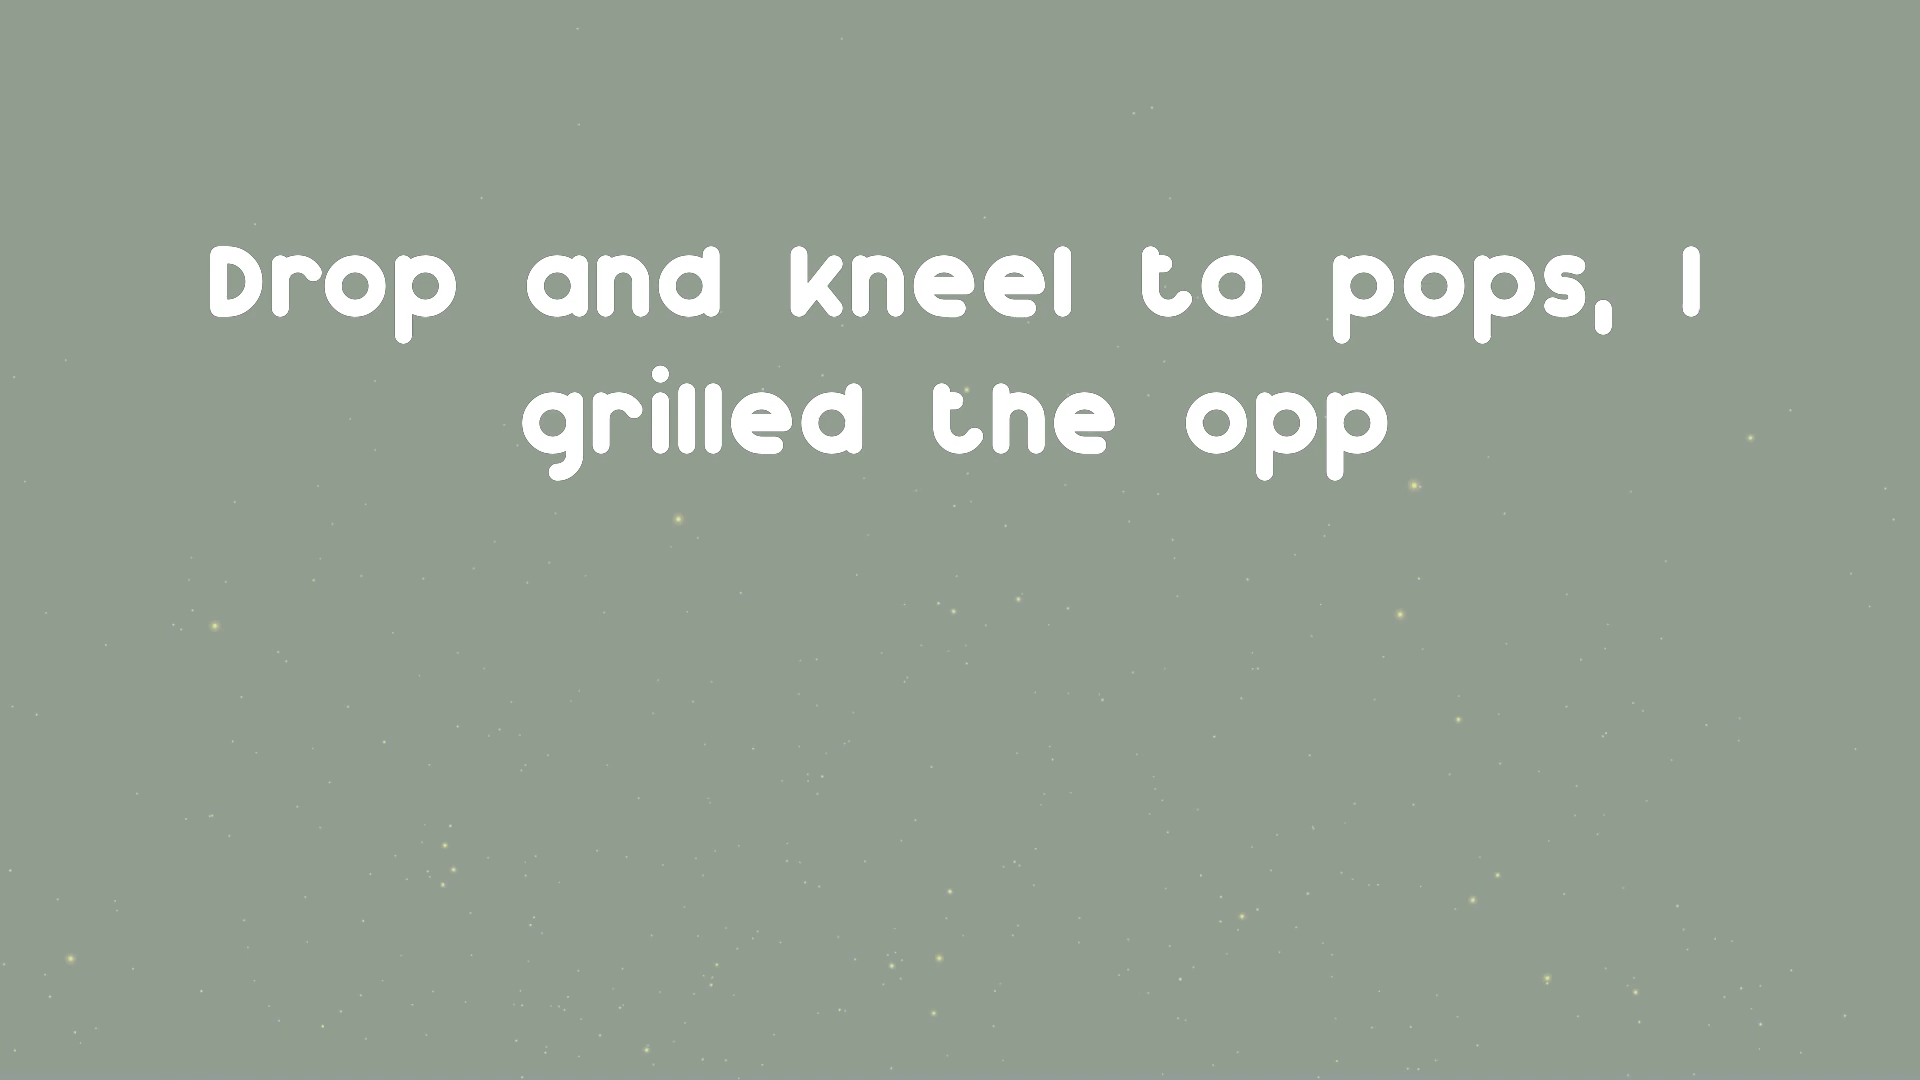 Drop and kneel to pops, I
grilled the opp